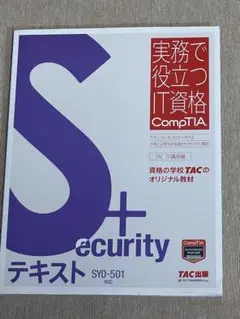 実務で
役立つ
IT資格
CompTIA.
資格の学校TACの
オリジナル教材
S+
ecurity
テキスト SY0-501
対応
CompTIA.
TAC出版